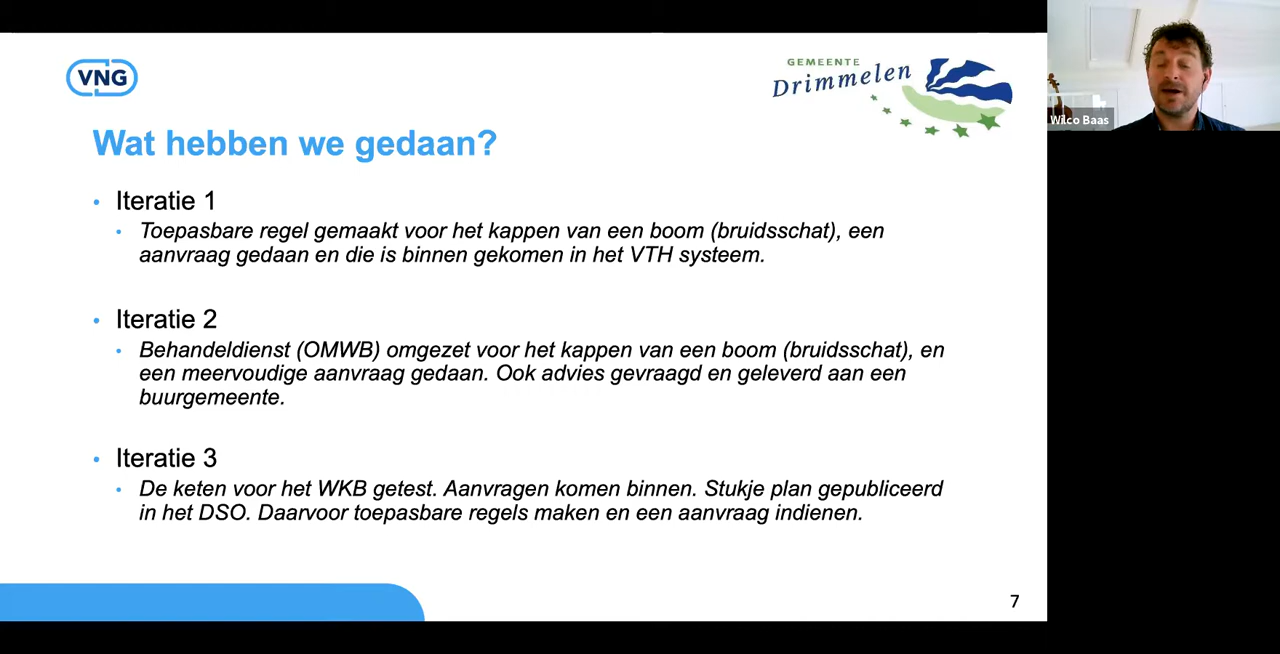 VNG
GEMEENTE
Drimmelen
Wilco Baas
Wat hebben we gedaan?
• Iteratie 1
• Toepasbare regel gemaakt voor het kappen van een boom (bruidsschat), een
aanvraag gedaan en die is binnen gekomen in het VTH systeem.
• Iteratie 2
• Behandeldienst (OMWB) omgezet voor het kappen van een boom (bruidsschat), en
een meervoudige aanvraag gedaan. Ook advies gevraagd en geleverd aan een
buurgemeente.
• Iteratie 3
• De keten voor het WKB getest. Aanvragen komen binnen. Stukje plan gepubliceerd
in het DSO. Daarvoor toepasbare regels maken en een aanvraag indienen.
7